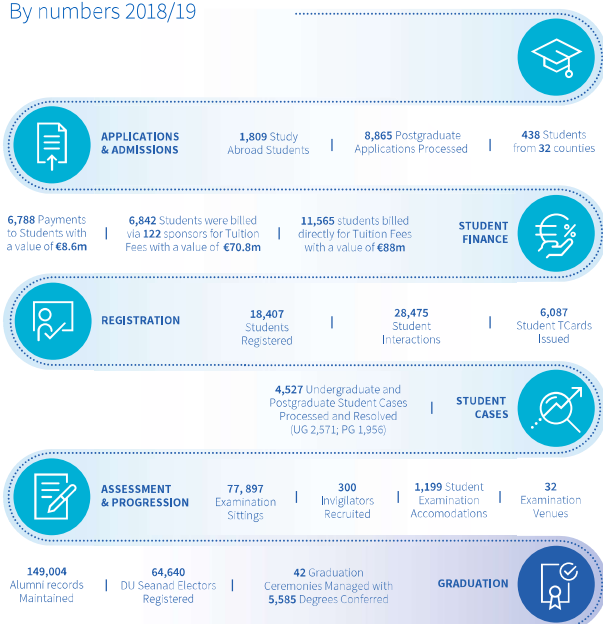 By numbers 2018/19
APPLICATIONS
& ADMISSIONS
1,809 Study
Abroad Students
8,865 Postgraduate
Applications Processed
438 Students
from 32 counties
6,788 Payments
to Students with
a value of €8.6m
6,842 Students were billed
via 122 sponsors for Tuition
Fees with a value of €70.8m
11,565 students billed
directly for Tuition Fees
with a value of €88m
STUDENT
FINANCE
€%
REGISTRATION
18,407
Students
Registered
28,475
Student
Interactions
6,087
Student TCards
Issued
4,527 Undergraduate and
Postgraduate Student Cases
Processed and Resolved
(UG 2,571; PG 1,956)
STUDENT
CASES
ASSESSMENT
& PROGRESSION
77, 897
Examination
Sittings
300
Invigilators
Recruited
1,199 Student
Examination
Accomodations
32
Examination
Venues
149,004
Alumni records
Maintained
64,640
DU Seanad Electors
Registered
42 Graduation
Ceremonies Managed with
5,585 Degrees Conferred
GRADUATION